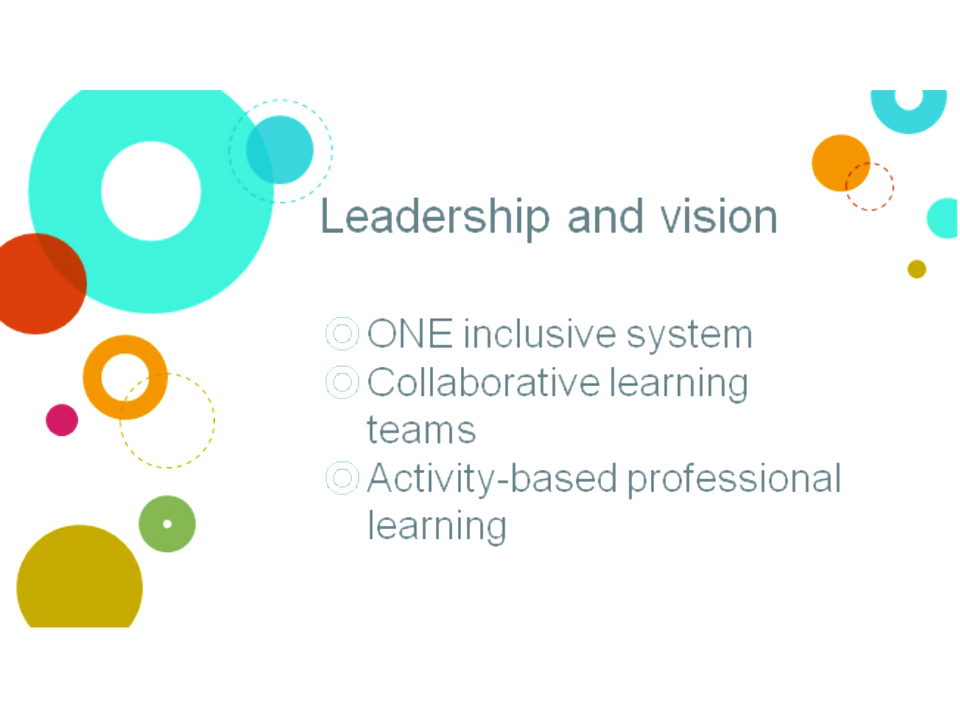 Leadership and vision
ONE inclusive system
Collaborative learning
teams
Activity-based professional
learning